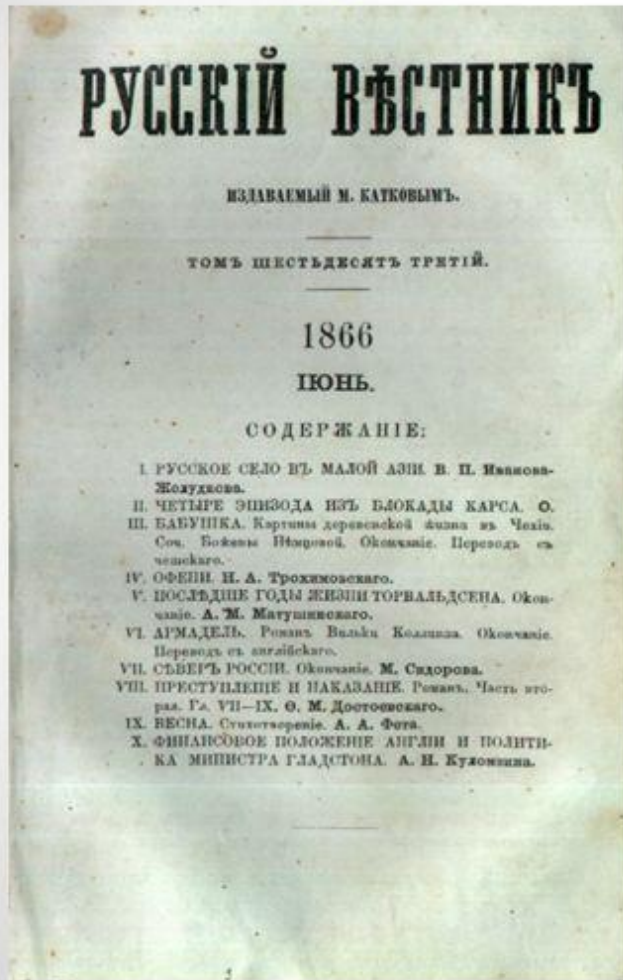 РУССКІЙ ВѢСТНИКЪ
ИЗДАВАЕМЫЙ М. КАТКОВЫМЪ.
ТОМЪ ШЕСТЬДЕСЯТЪ ТРЕТІЙ.
1866
ІЮНЬ.
СОДЕРЖАНІЕ:
I. РУССКОЕ СЕЛО ВЪ МАЛОЙ АЗІИ. В. П. Иванова-
Жолудкова.
II. ЧЕТЫРЕ ЭПИЗОДА ИЗЪ БЛОКАДЫ КАРСА. О.
III. БАБУШКА. Картины деревенской жизни въ Чехіи.
Соч. Божены Нѣмцовой. Окончаніе. Переводъ съ
чешскаго.
IV. ОФЕНИ. Н. А. Трохимовскаго.
V. ПОСЛѢДНІЕ ГОДЫ ЖИЗНИ ТОРВАЛЬДСЕНА. Окон-
чаніе. А. М. Матушинскаго.
VI. АРМАДЕЛЬ. Романъ Вильки Коллинза. Окончаніе.
Переводъ съ англійскаго.
VII. СѢВЕРЪ РОССІИ. Окончаніе. М. Сидорова.
VIII. ПРЕСТУПЛЕНІЕ И НАКАЗАНІЕ. Романъ. Часть вто-
рая. Гл. VII—IX. Ѳ. М. Достоевскаго.
IX. ВЕСНА. Стихотвореніе. А. А. Фета.
X. ФИНАНСОВОЕ ПОЛОЖЕНІЕ АНГЛІИ И ПОЛИТИ-
КА МИНИСТРА ГЛАДСТОНА. А. Н. Куломзина.